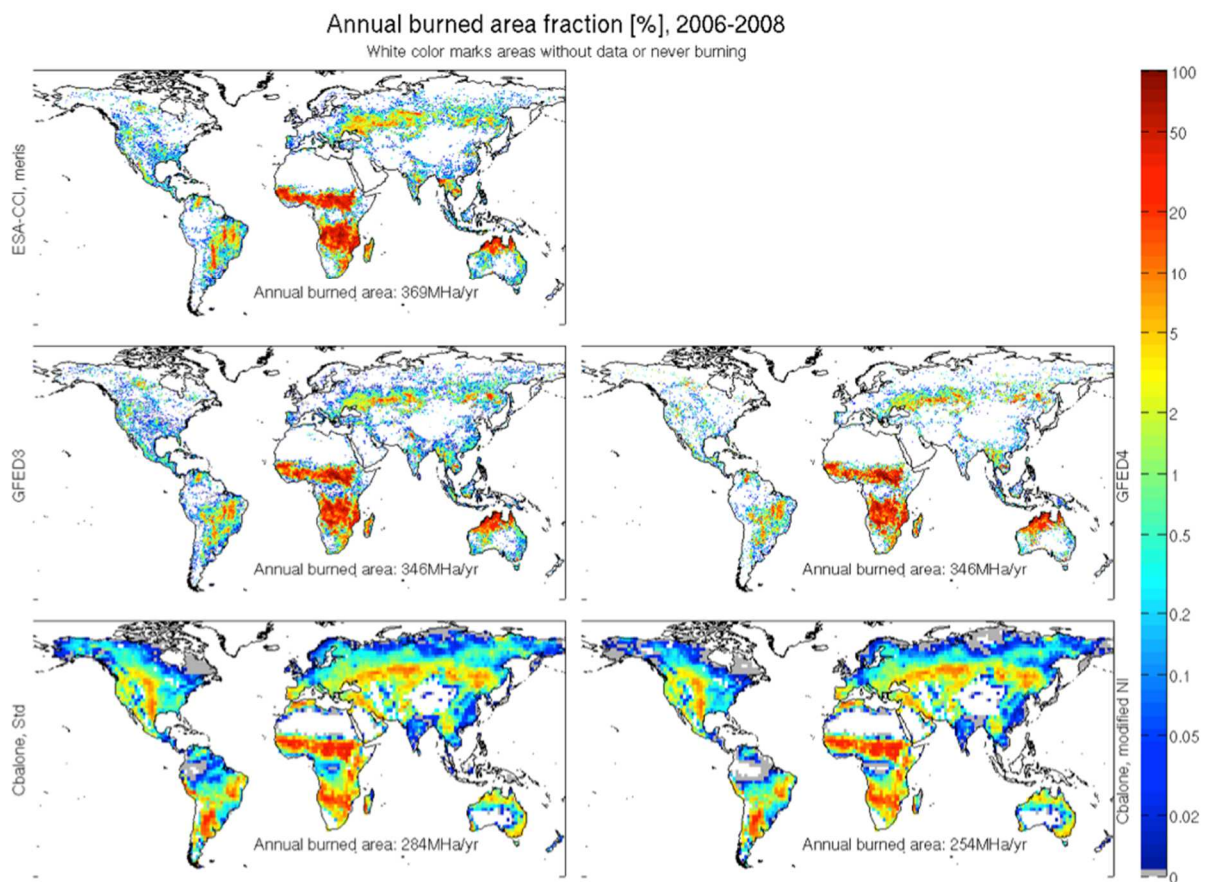 Annual burned area fraction [%], 2006-2008
White color marks areas without data or never burning
ESA-CCI, meris
Annual burned area: 369MHa/yr
GFED3
Annual burned area: 346MHa/yr
GFED4
Annual burned area: 346MHa/yr
Cbalone, Std
Annual burned area: 284MHa/yr
Cbalone, modified NI
Annual burned area: 254MHa/yr
100
50
20
10
5
2
1
0.5
0.2
0.1
0.05
0.02
0